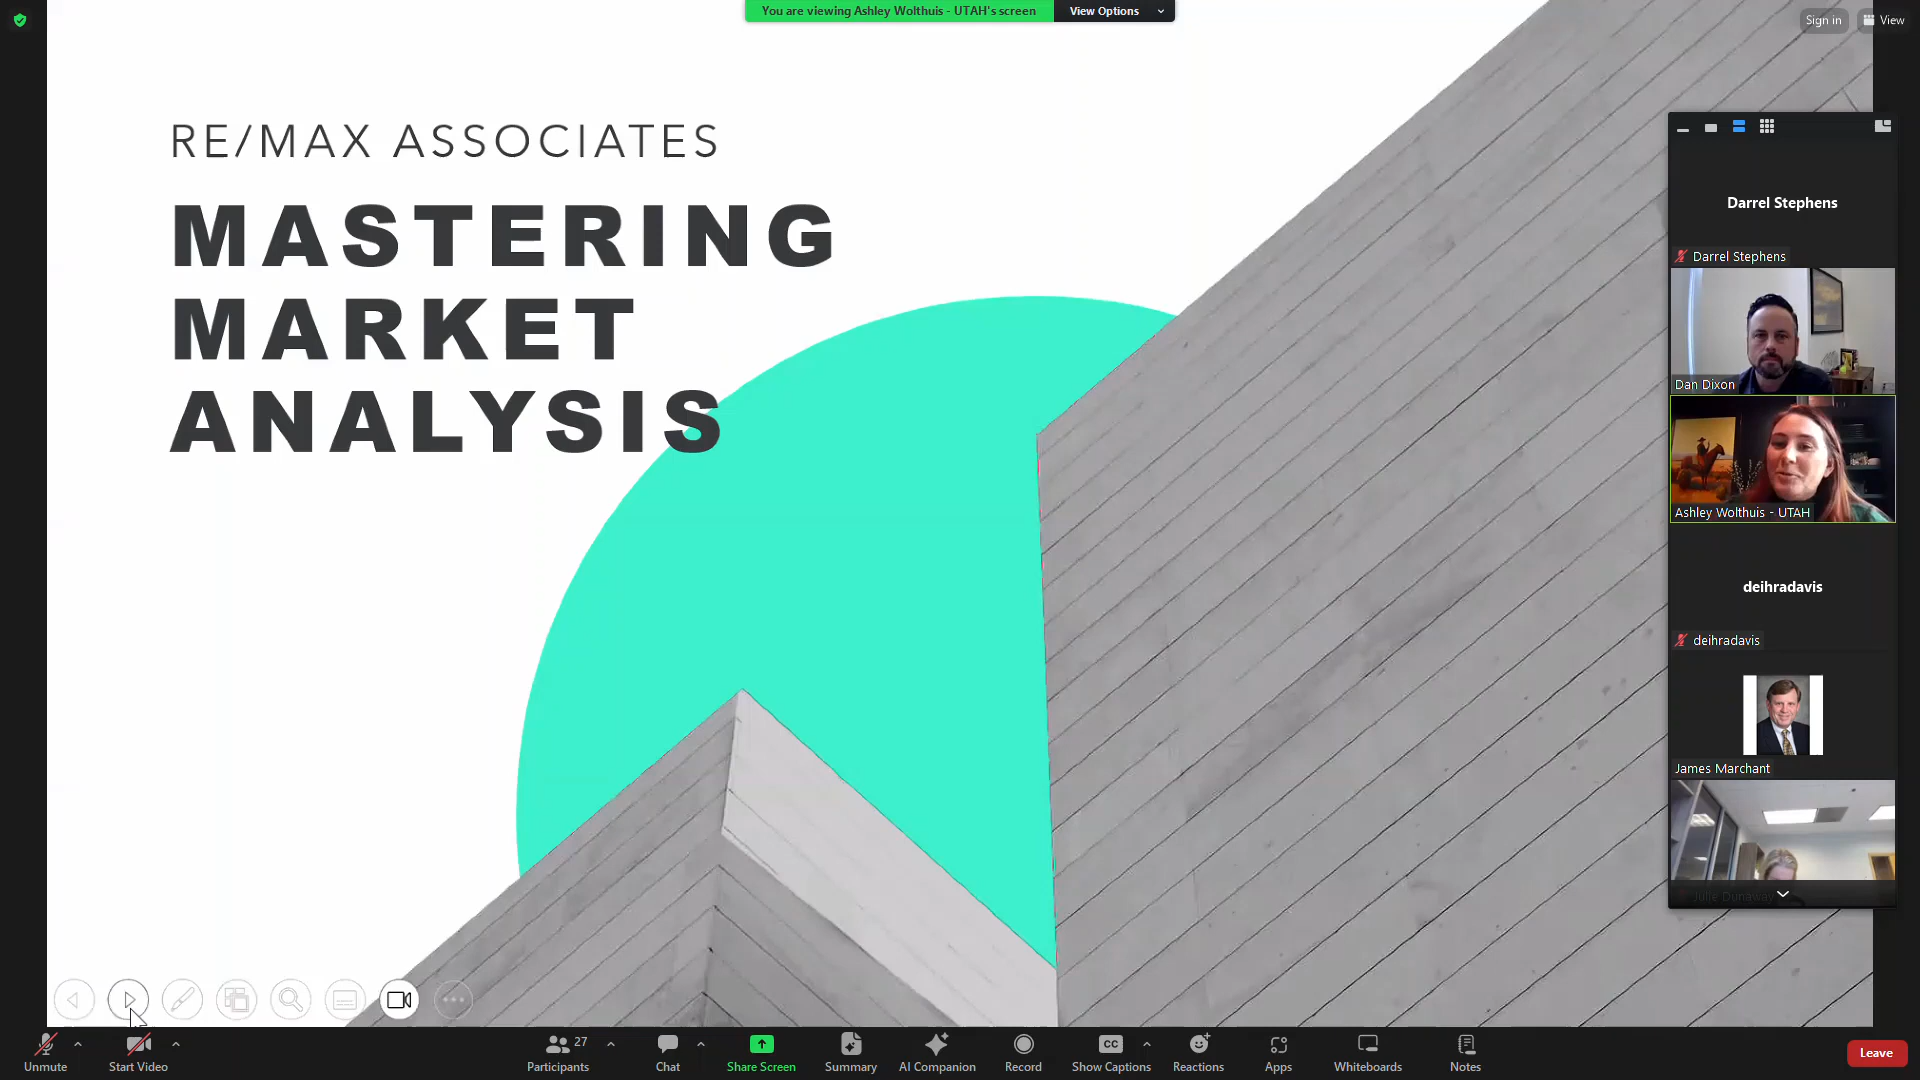 You are viewing Ashley Wolthuis - UTAH's screen
View Options
Sign in
View
RE/MAX ASSOCIATES
MASTERING
MARKET
ANALYSIS
Darrel Stephens
Darrel Stephens
Dan Dixon
Ashley Wolthuis - UTAH
deihradavis
deihradavis
James Marchant
Julie Dunaway
Unmute
Start Video
27
Participants
Chat
Share Screen
Summary
AI Companion
Record
CC
Show Captions
Reactions
Apps
Whiteboards
Notes
Leave